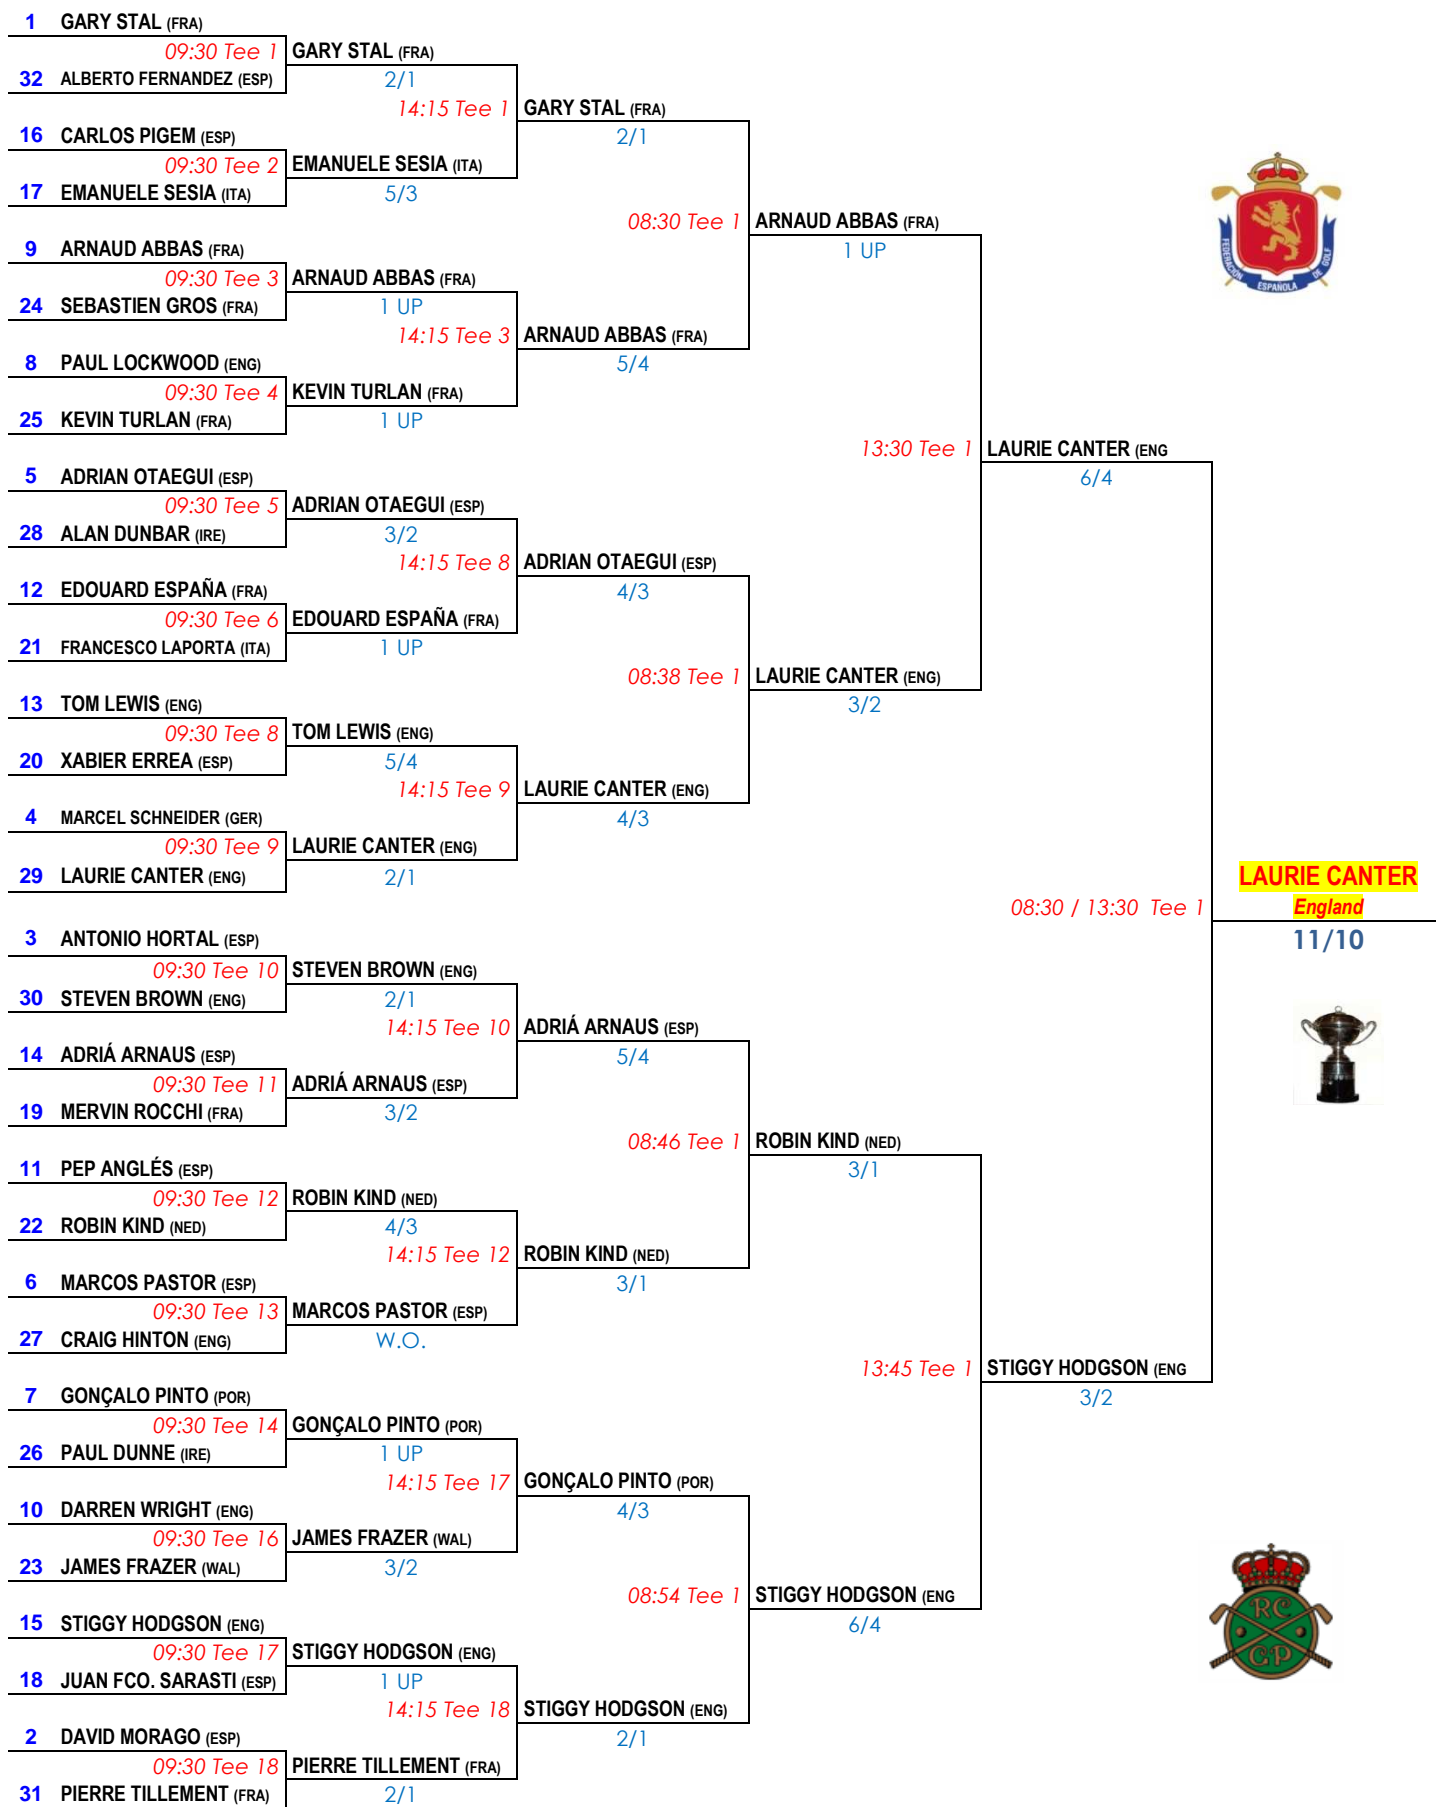 1 GARY STAL (FRA)
09:30 Tee 1 GARY STAL (FRA)
32 ALBERTO FERNANDEZ (ESP) 2/1
14:15 Tee 1 GARY STAL (FRA)
16 CARLOS PIGEM (ESP) 2/1
09:30 Tee 2 EMANUELE SESIA (ITA)
17 EMANUELE SESIA (ITA) 5/3
08:30 Tee 1 ARNAUD ABBAS (FRA)
9 ARNAUD ABBAS (FRA) 1 UP
09:30 Tee 3 ARNAUD ABBAS (FRA)
24 SEBASTIEN GROS (FRA) 1 UP
14:15 Tee 3 ARNAUD ABBAS (FRA)
8 PAUL LOCKWOOD (ENG) 5/4
09:30 Tee 4 KEVIN TURLAN (FRA)
25 KEVIN TURLAN (FRA) 1 UP
13:30 Tee 1 LAURIE CANTER (ENG
5 ADRIAN OTAEGUI (ESP) 6/4
09:30 Tee 5 ADRIAN OTAEGUI (ESP)
28 ALAN DUNBAR (IRE) 3/2
14:15 Tee 8 ADRIAN OTAEGUI (ESP)
12 EDOUARD ESPAÑA (FRA) 4/3
09:30 Tee 6 EDOUARD ESPAÑA (FRA)
21 FRANCESCO LAPORTA (ITA) 1 UP
08:38 Tee 1 LAURIE CANTER (ENG)
13 TOM LEWIS (ENG) 3/2
09:30 Tee 8 TOM LEWIS (ENG)
20 XABIER ERREA (ESP) 5/4
14:15 Tee 9 LAURIE CANTER (ENG)
4 MARCEL SCHNEIDER (GER) 4/3
09:30 Tee 9 LAURIE CANTER (ENG)
29 LAURIE CANTER (ENG) 2/1 LAURIE CANTER
08:30 / 13:30 Tee 1 England
3 ANTONIO HORTAL (ESP) 11/10
09:30 Tee 10 STEVEN BROWN (ENG)
30 STEVEN BROWN (ENG) 2/1
14:15 Tee 10 ADRIÁ ARNAUS (ESP)
14 ADRIÁ ARNAUS (ESP) 5/4
09:30 Tee 11 ADRIÁ ARNAUS (ESP)
19 MERVIN ROCCHI (FRA) 3/2
08:46 Tee 1 ROBIN KIND (NED)
11 PEP ANGLÉS (ESP) 3/1
09:30 Tee 12 ROBIN KIND (NED)
22 ROBIN KIND (NED) 4/3
14:15 Tee 12 ROBIN KIND (NED)
6 MARCOS PASTOR (ESP) 3/1
09:30 Tee 13 MARCOS PASTOR (ESP)
27 CRAIG HINTON (ENG) W.O.
13:45 Tee 1 STIGGY HODGSON (ENG
7 GONÇALO PINTO (POR) 3/2
09:30 Tee 14 GONÇALO PINTO (POR)
26 PAUL DUNNE (IRE) 1 UP
14:15 Tee 17 GONÇALO PINTO (POR)
10 DARREN WRIGHT (ENG) 4/3
09:30 Tee 16 JAMES FRAZER (WAL)
23 JAMES FRAZER (WAL) 3/2
08:54 Tee 1 STIGGY HODGSON (ENG
15 STIGGY HODGSON (ENG) 6/4
09:30 Tee 17 STIGGY HODGSON (ENG)
18 JUAN FCO. SARASTI (ESP) 1 UP
14:15 Tee 18 STIGGY HODGSON (ENG)
2 DAVID MORAGO (ESP) 2/1
09:30 Tee 18 PIERRE TILLEMENT (FRA)
31 PIERRE TILLEMENT (FRA) 2/1
FEDERACIÓN ESPAÑOLA DE GOLF
RC
GP